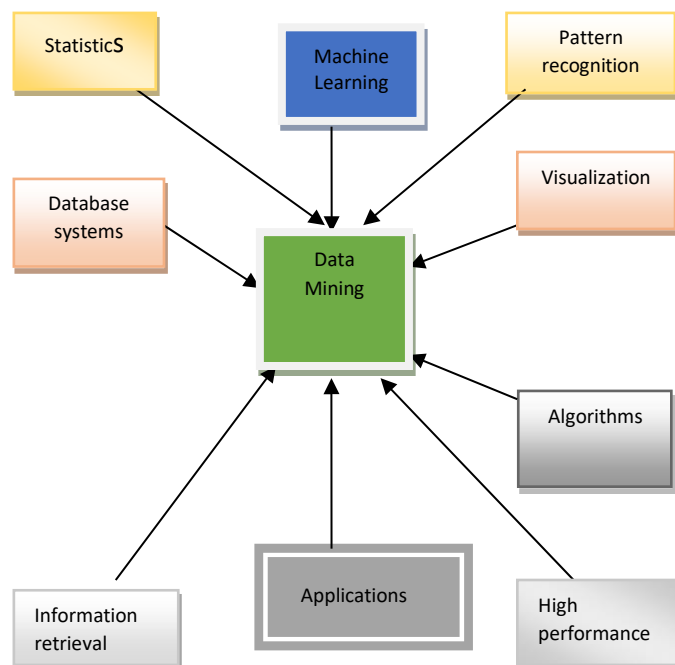 StatisticS
Machine
Learning
Pattern
recognition
Database
systems
Visualization
Data
Mining
Algorithms
Information
retrieval
Applications
High
performance